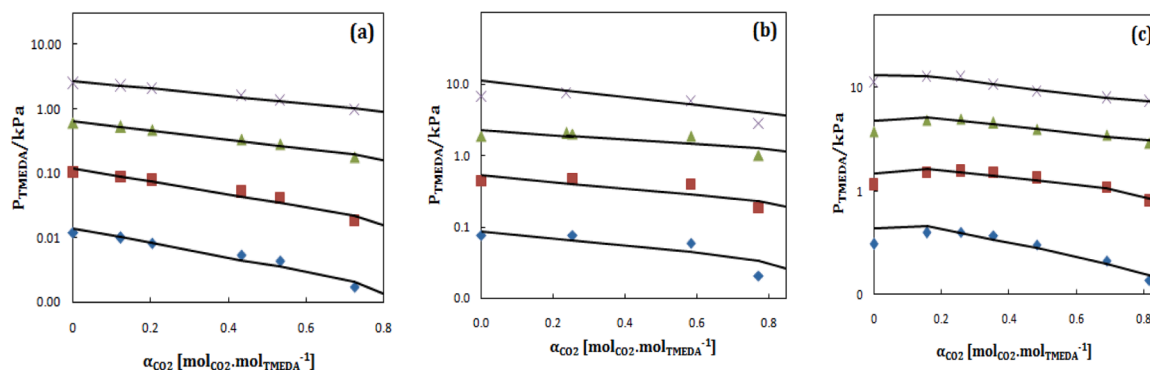 (a)
P_TMEDA/kPa
10.00
1.00
0.10
0.01
0.00
0 0.2 0.4 0.6 0.8
α_CO2 [mol_CO2.mol_TMEDA^-1]
(b)
P_TMEDA/kPa
10.0
1.0
0.1
0.0
0.0 0.2 0.4 0.6 0.8
α_CO2 [mol_CO2.mol_TMEDA^-1]
(c)
P_TMEDA/kPa
10
1
0
0 0.2 0.4 0.6 0.8
α_CO2 [mol_CO2.mol_TMEDA^-1]